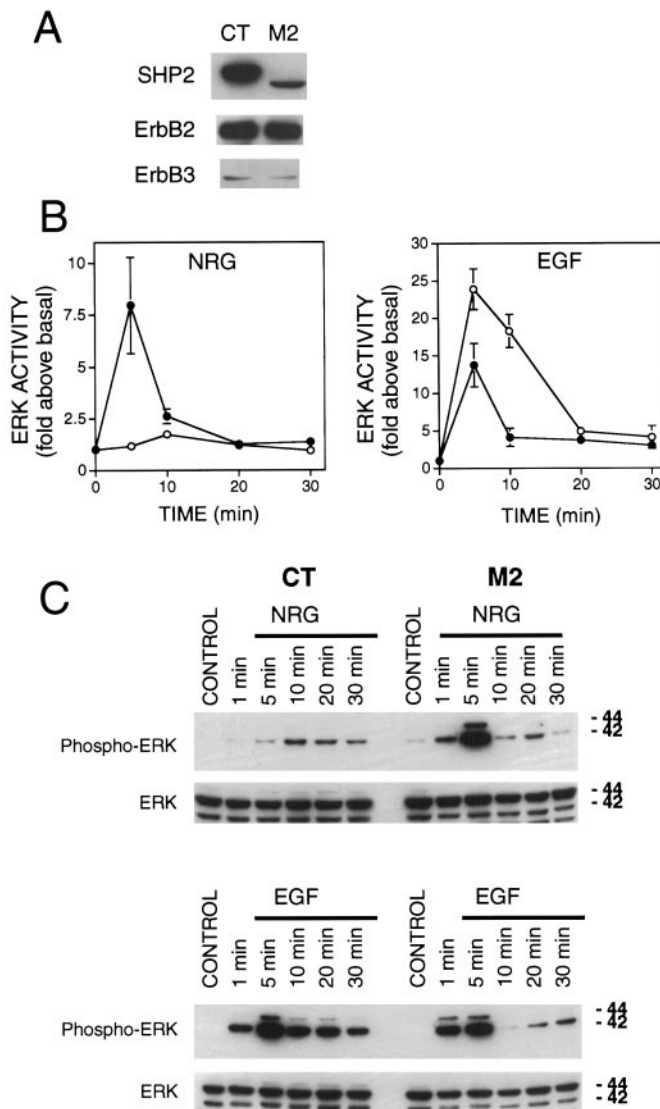 A
CT M2
SHP2
ErbB2
ErbB3
B
NRG
ERK ACTIVITY
(fold above basal)
10
7.5
5
2.5
0
0 10 20 30
TIME (min)
EGF
ERK ACTIVITY
(fold above basal)
30
25
20
15
10
5
0
0 10 20 30
TIME (min)
C
CT M2
NRG NRG
CONTROL 1 min 5 min 10 min 20 min 30 min CONTROL 1 min 5 min 10 min 20 min 30 min
Phospho-ERK
- 44
- 42
ERK
- 44
- 42
EGF EGF
CONTROL 1 min 5 min 10 min 20 min 30 min CONTROL 1 min 5 min 10 min 20 min 30 min
Phospho-ERK
- 44
- 42
ERK
- 44
- 42